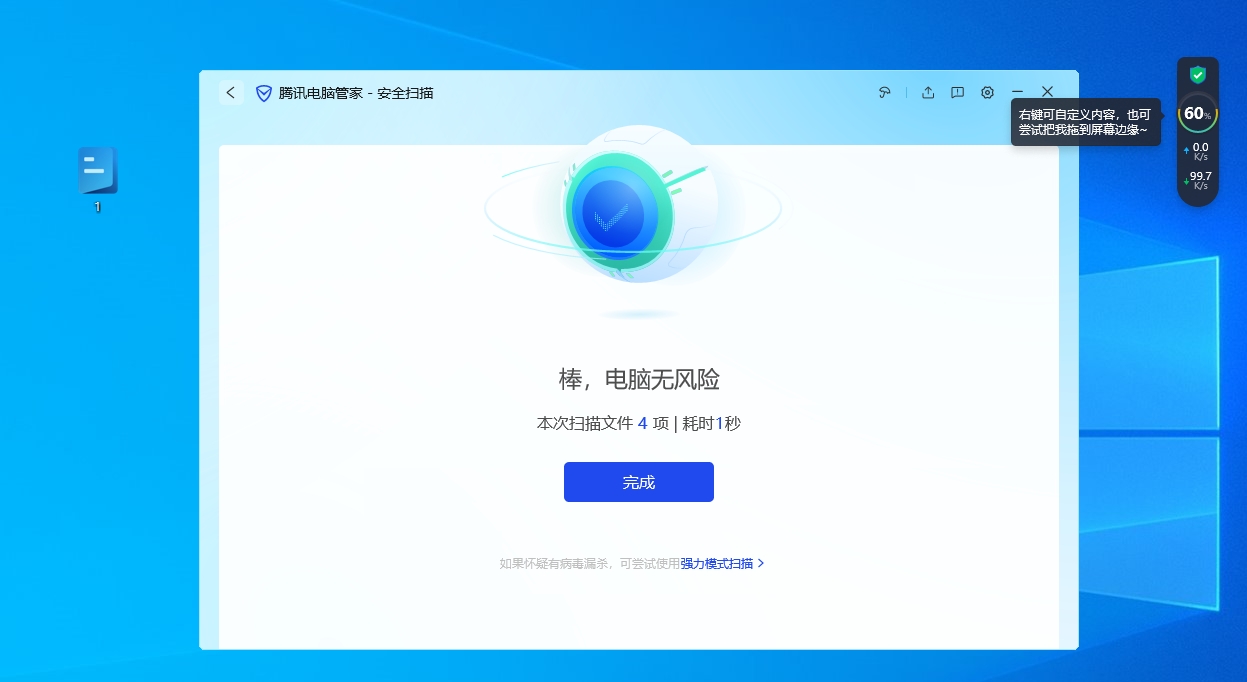 腾讯电脑管家 - 安全扫描
右键可自定义内容，也可
尝试把我拖到屏幕边缘~
60%
0.0
K/s
99.7
K/s
1
棒，电脑无风险
本次扫描文件 4 项 | 耗时1秒
完成
如果怀疑有病毒漏杀，可尝试使用强力模式扫描 >